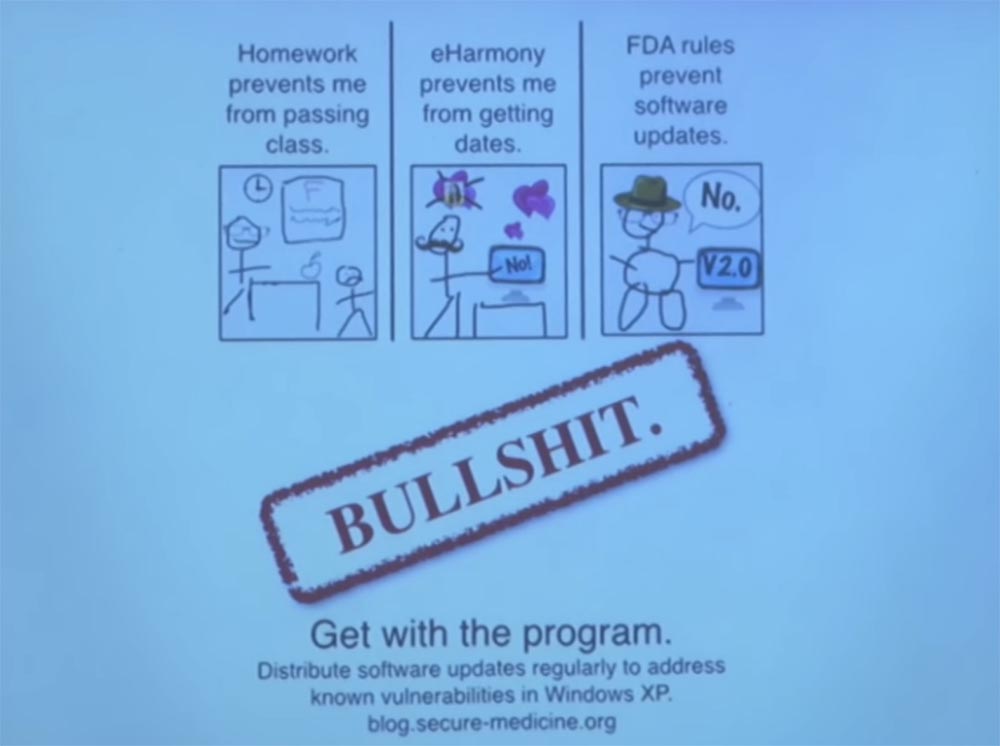 Homework
prevents me
from passing
class.
eHarmony
prevents me
from getting
dates.
FDA rules
prevent
software
updates.
F
No!
No.
V2.0
BULLSHIT.
Get with the program.
Distribute software updates regularly to address
known vulnerabilities in Windows XP.
blog.secure-medicine.org